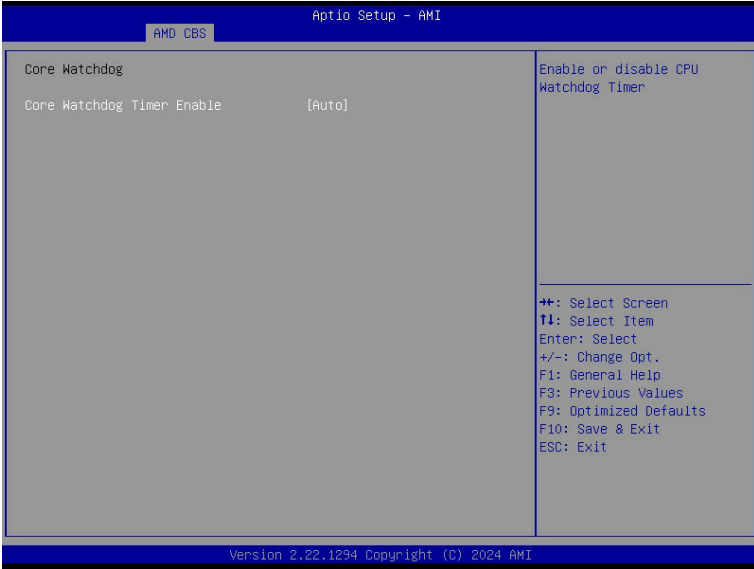 Aptio Setup – AMI
AMD CBS
Core Watchdog
Core Watchdog Timer Enable [Auto]
Enable or disable CPU
Watchdog Timer
→←: Select Screen
↑↓: Select Item
Enter: Select
+/-: Change Opt.
F1: General Help
F3: Previous Values
F9: Optimized Defaults
F10: Save & Exit
ESC: Exit
Version 2.22.1294 Copyright (C) 2024 AMI